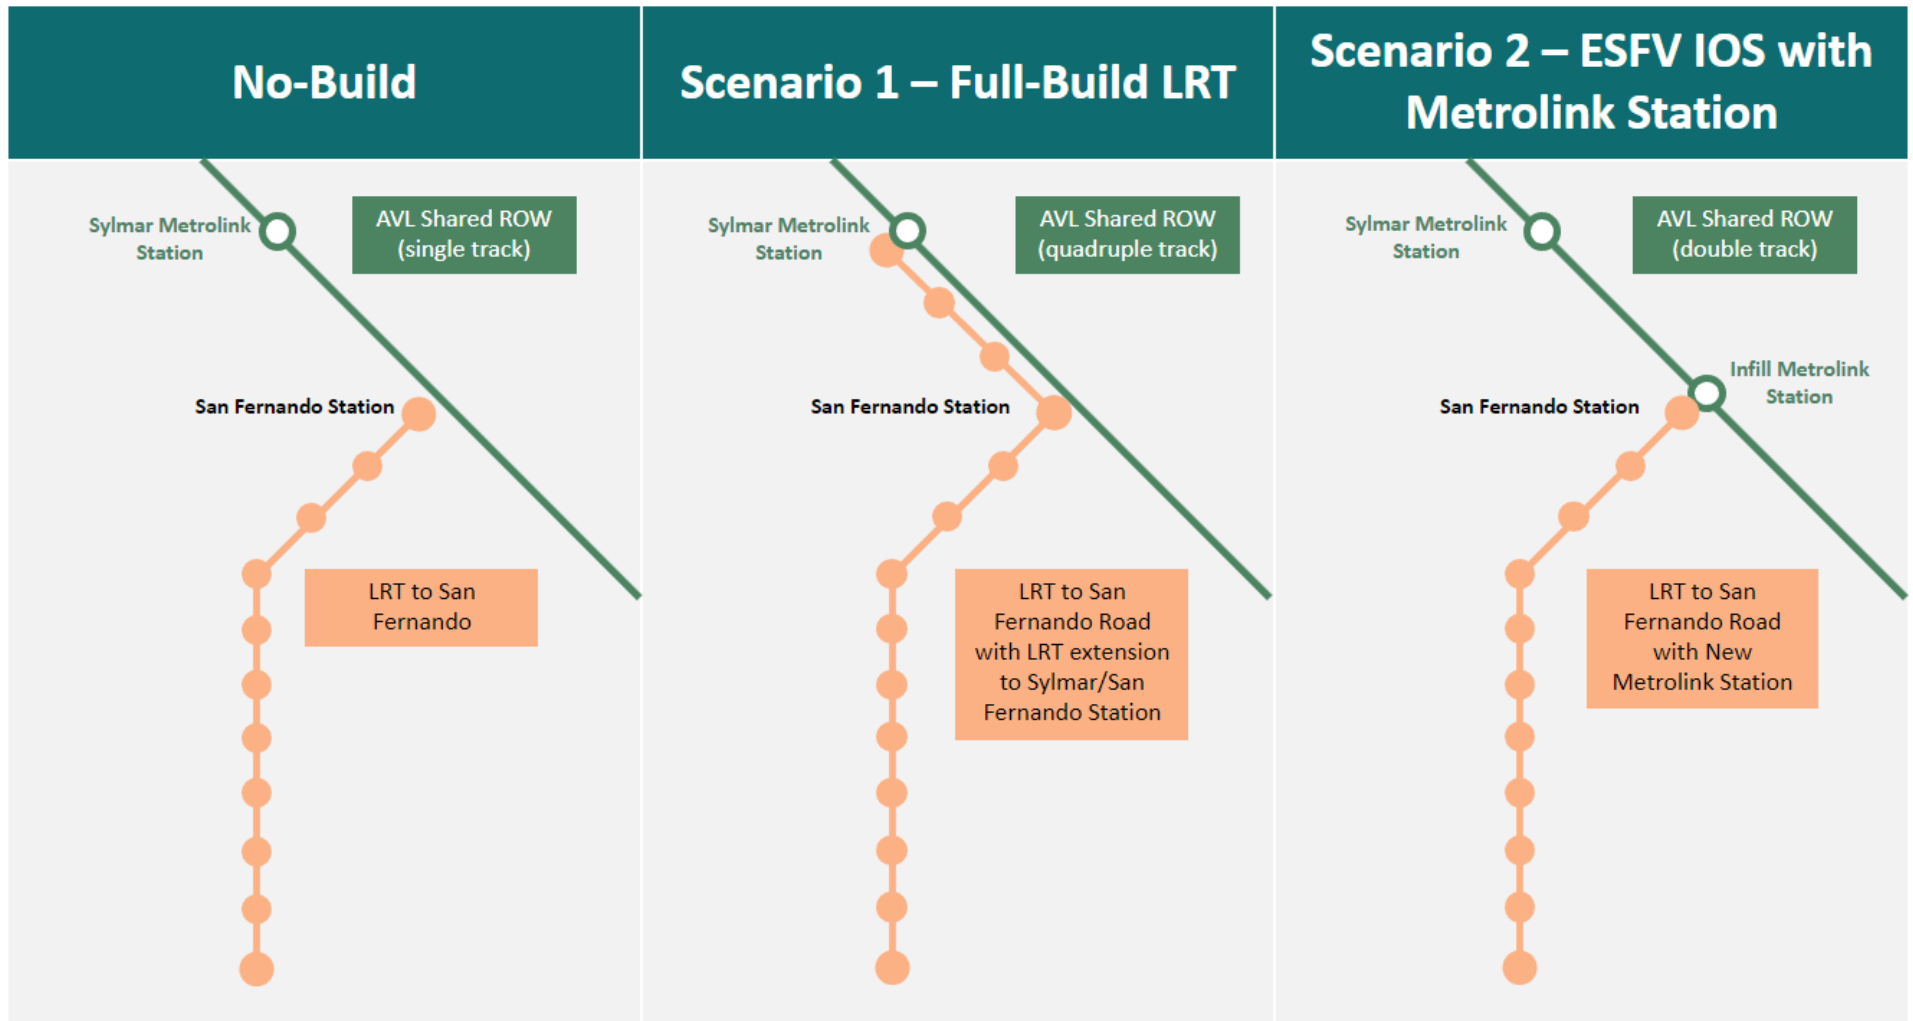 No-Build
Scenario 1 – Full-Build LRT
Scenario 2 – ESFV IOS with
Metrolink Station
Sylmar Metrolink
Station
AVL Shared ROW
(single track)
San Fernando Station
LRT to San
Fernando
Sylmar Metrolink
Station
AVL Shared ROW
(quadruple track)
San Fernando Station
LRT to San
Fernando Road
with LRT extension
to Sylmar/San
Fernando Station
Sylmar Metrolink
Station
AVL Shared ROW
(double track)
Infill Metrolink
Station
San Fernando Station
LRT to San
Fernando Road
with New
Metrolink Station